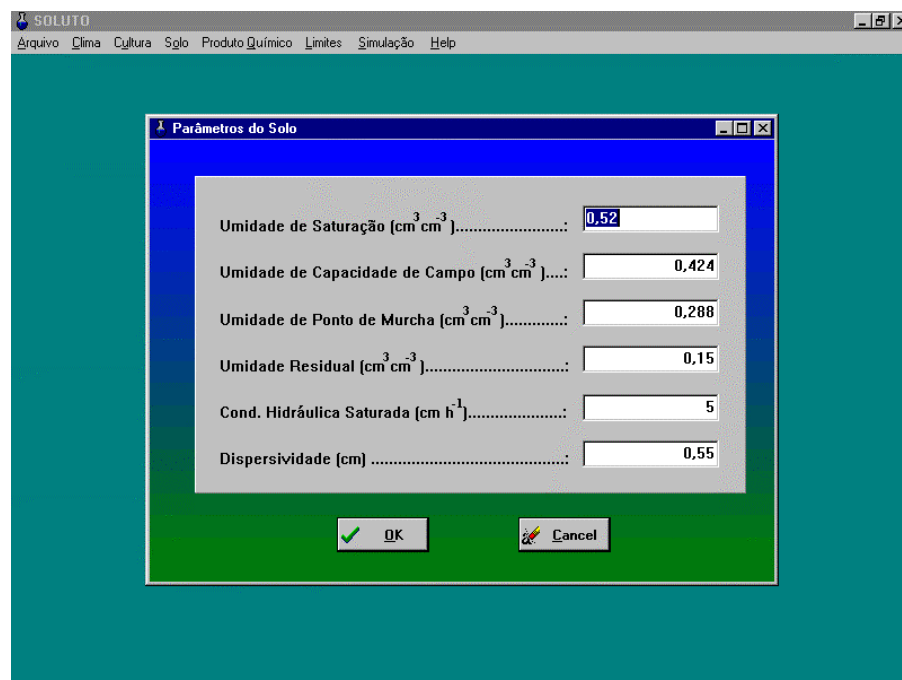 SOLUTO
Arquivo Clima Cultura Solo Produto Químico Limites Simulação Help
Parâmetros do Solo
Umidade de Saturação (cm³cm⁻³).......................: 0,52
Umidade de Capacidade de Campo (cm³cm⁻³)....: 0,424
Umidade de Ponto de Murcha (cm³cm⁻³).............: 0,288
Umidade Residual (cm³cm⁻³)..............................: 0,15
Cond. Hidráulica Saturada (cm h⁻¹).....................: 5
Dispersividade (cm) ..........................................: 0,55
OK Cancel